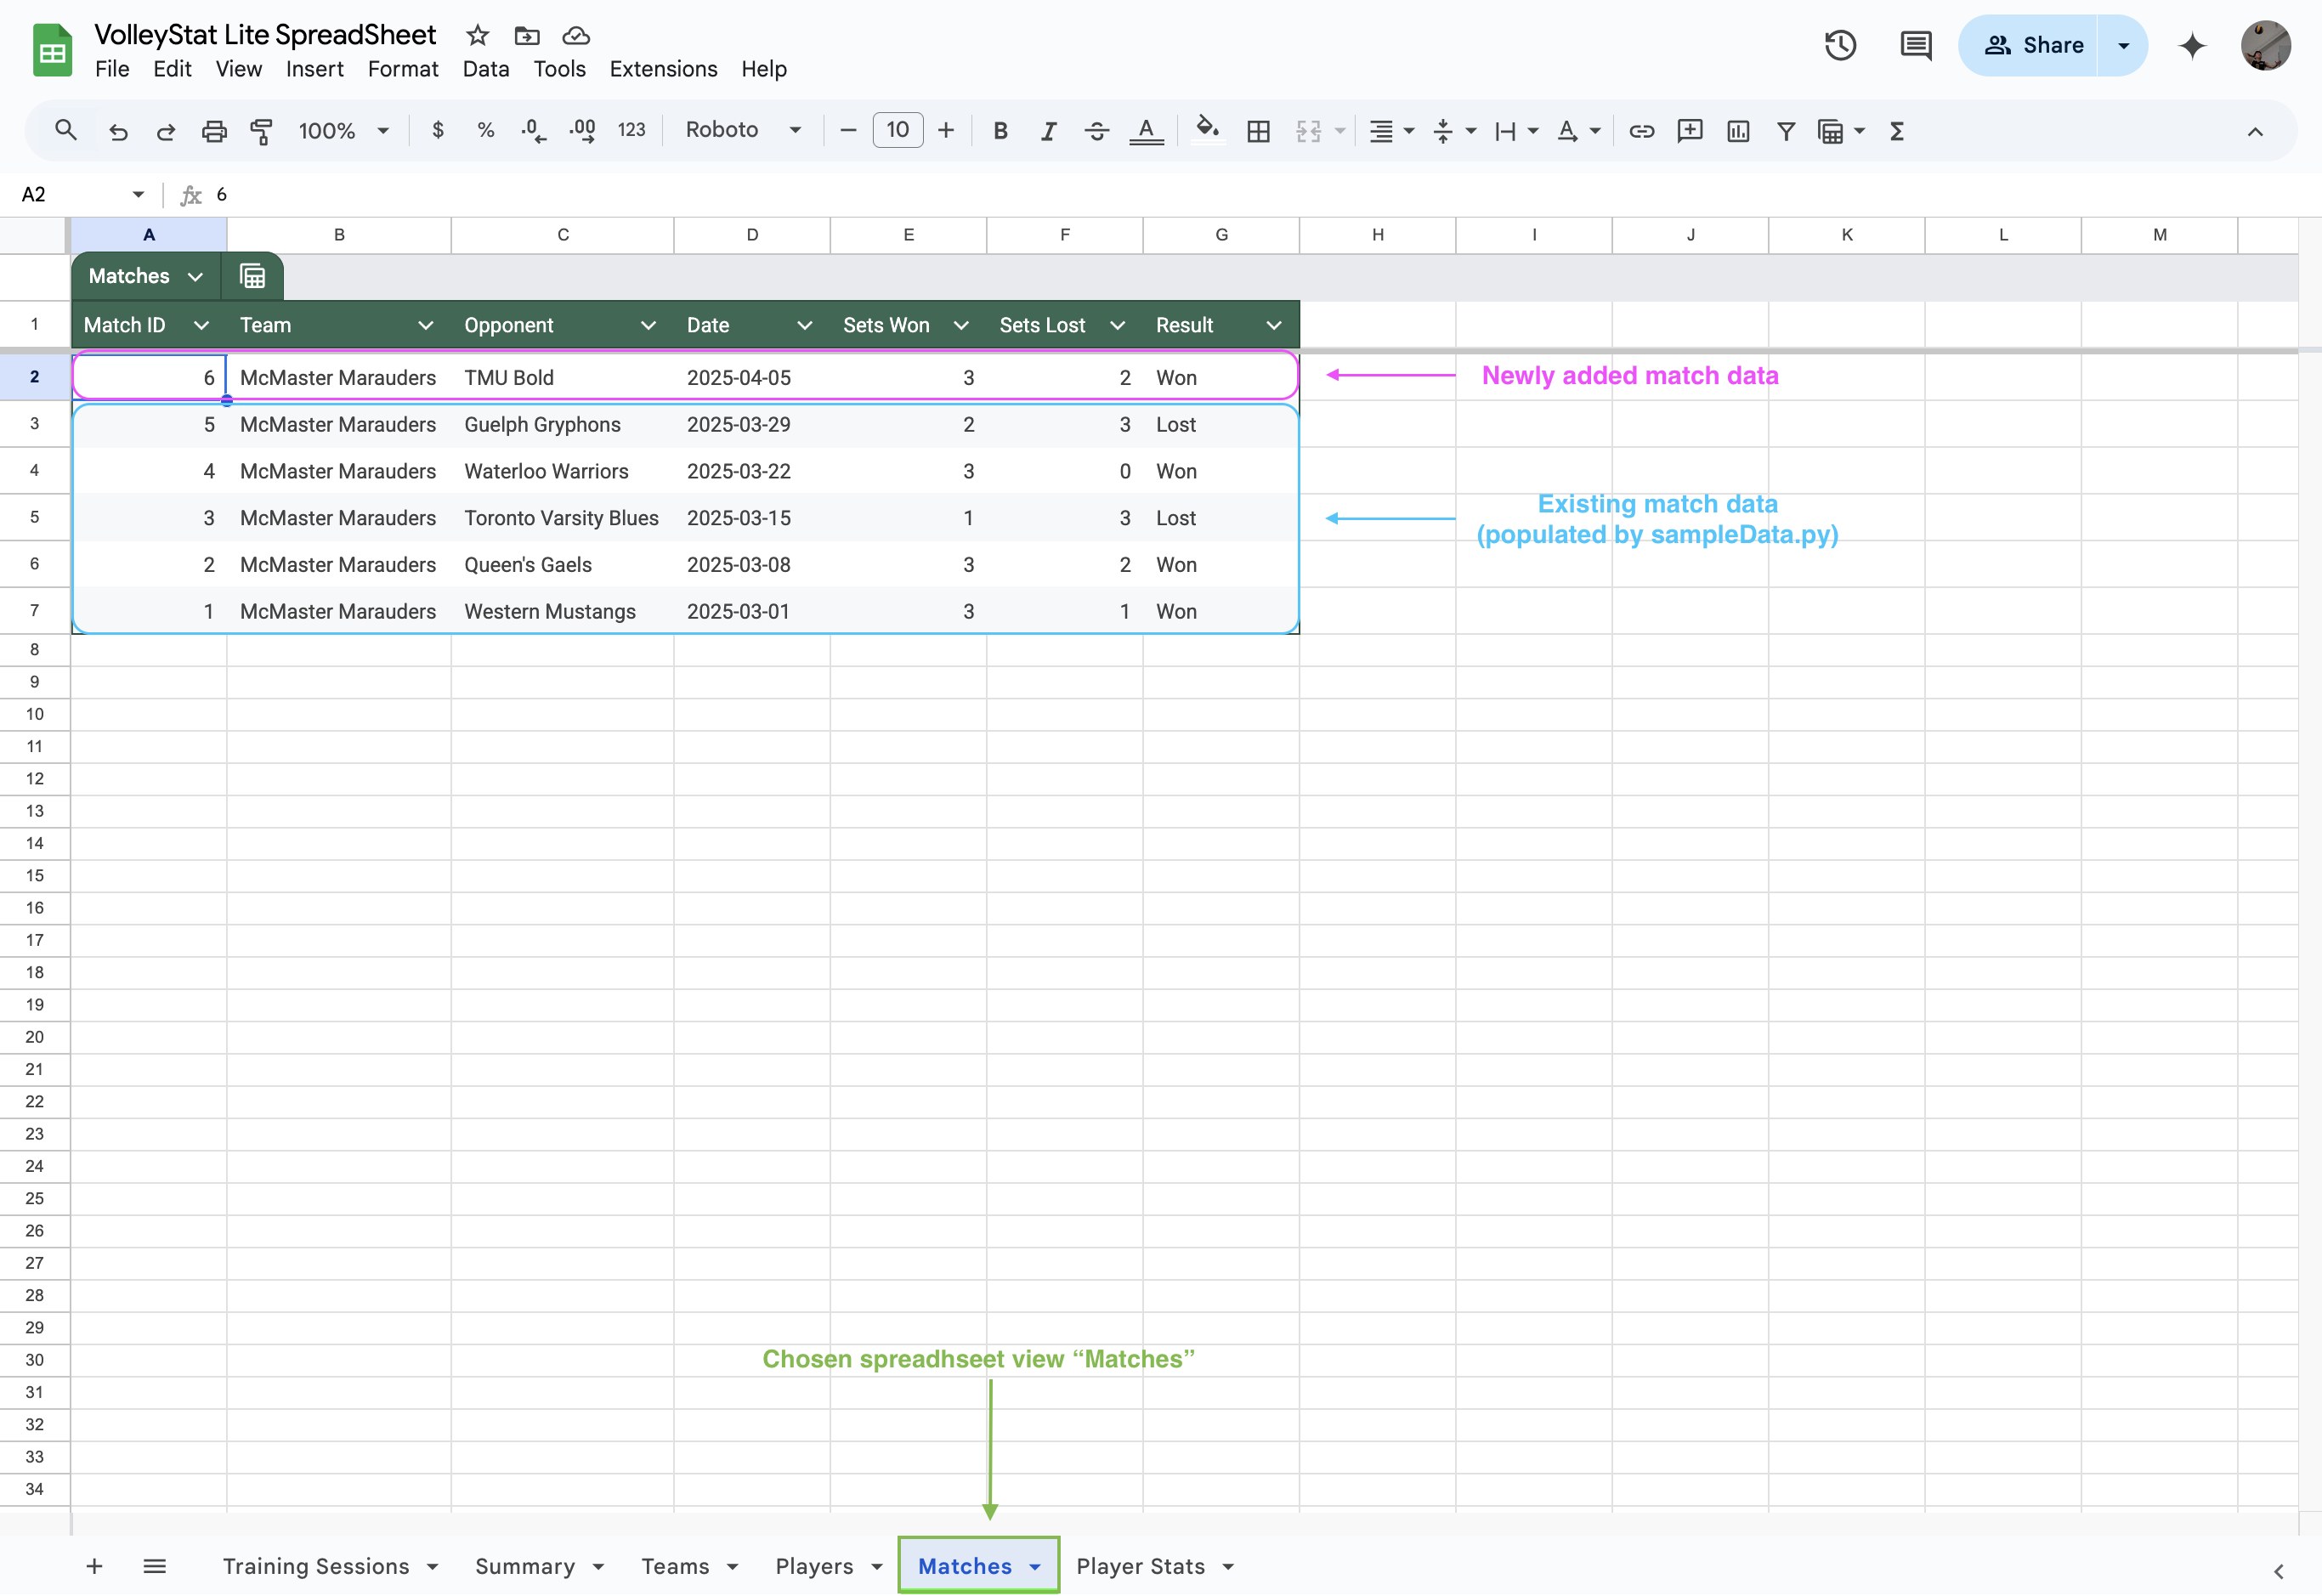 VolleyStat Lite SpreadSheet
File Edit View Insert Format Data Tools Extensions Help
Share
100% $ % .0 .00 123 Roboto 10 B I S A A Σ
A2 fx 6
A B C D E F G H I J K L M
Matches
1 Match ID Team Opponent Date Sets Won Sets Lost Result
2 6 McMaster Marauders TMU Bold 2025-04-05 3 2 Won Newly added match data
3 5 McMaster Marauders Guelph Gryphons 2025-03-29 2 3 Lost
4 4 McMaster Marauders Waterloo Warriors 2025-03-22 3 0 Won
Existing match data
5 3 McMaster Marauders Toronto Varsity Blues 2025-03-15 1 3 Lost
(populated by sampleData.py)
6 2 McMaster Marauders Queen's Gaels 2025-03-08 3 2 Won
7 1 McMaster Marauders Western Mustangs 2025-03-01 3 1 Won
8
9
10
11
12
13
14
15
16
17
18
19
20
21
22
23
24
25
26
27
28
29
30 Chosen spreadhseet view “Matches”
31
32
33
34
Training Sessions Summary Teams Players Matches Player Stats